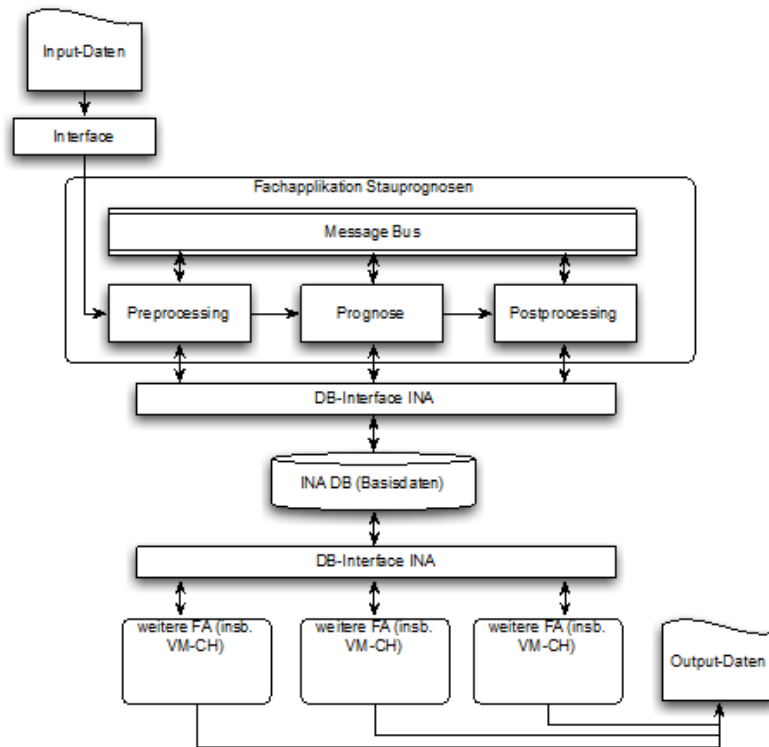 Input-Daten
Interface
Fachapplikation Stauprognosen
Message Bus
Preprocessing
Prognose
Postprocessing
DB-Interface INA
INA DB (Basisdaten)
DB-Interface INA
weitere FA (insb.
VM-CH)
weitere FA (insb.
VM-CH)
weitere FA (insb.
VM-CH)
Output-Daten